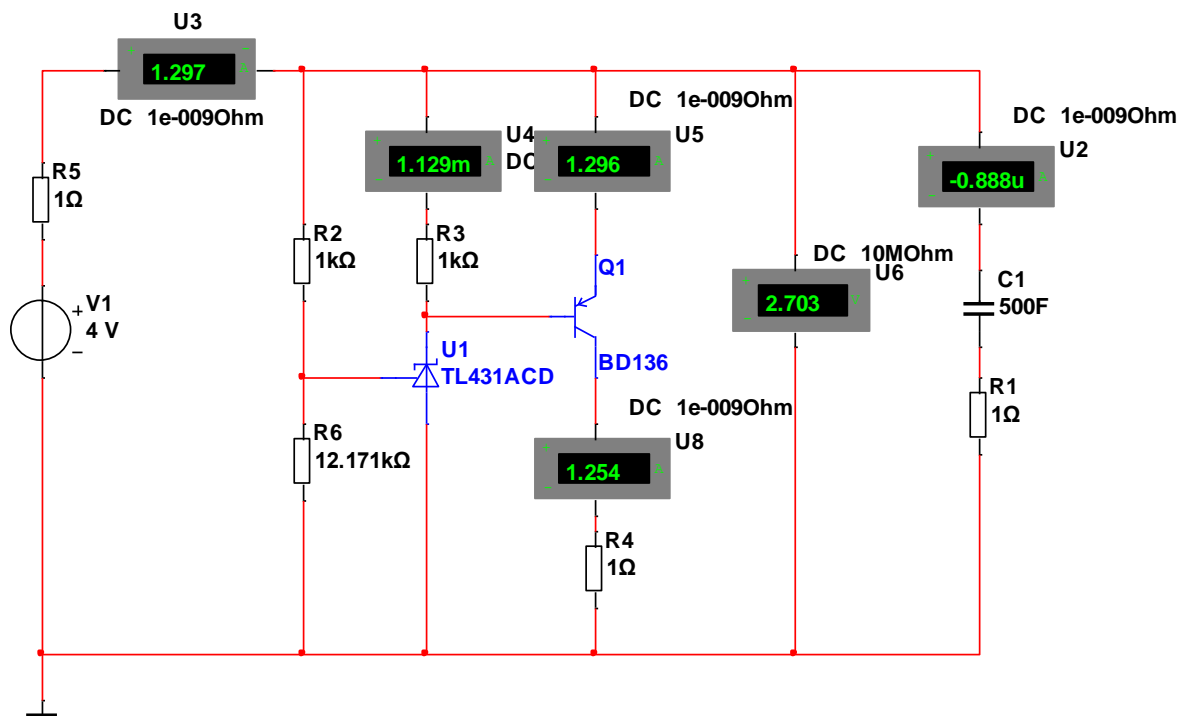 U3
+ −
1.297 A
DC 1e-009Ohm
R5
1Ω
V1
+
4 V
−
R2
1kΩ
R6
12.171kΩ
U4
DC
+
1.129m A
−
R3
1kΩ
U1
TL431ACD
DC 1e-009Ohm
U5
+
1.296 A
−
Q1
BD136
DC 1e-009Ohm
U8
+
1.254 A
−
R4
1Ω
DC 10MOhm
U6
+
2.703 V
−
DC 1e-009Ohm
U2
+
-0.888u A
−
C1
500F
R1
1Ω